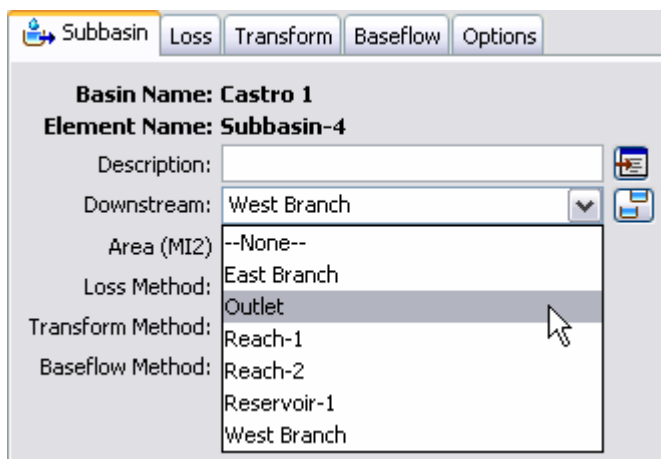 Subbasin Loss Transform Baseflow Options
Basin Name: Castro 1
Element Name: Subbasin-4
Description:
Downstream: West Branch
Area (MI2) --None--
East Branch
Loss Method:
Outlet
Transform Method: Reach-1
Baseflow Method: Reach-2
Reservoir-1
West Branch